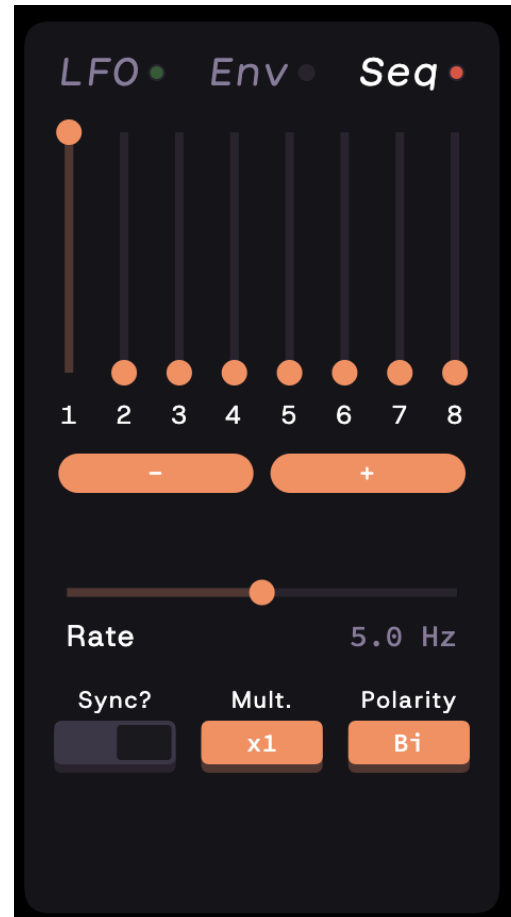 LFO Env Seq
1 2 3 4 5 6 7 8
- +
Rate 5.0 Hz
Sync? Mult. Polarity
x1 Bi